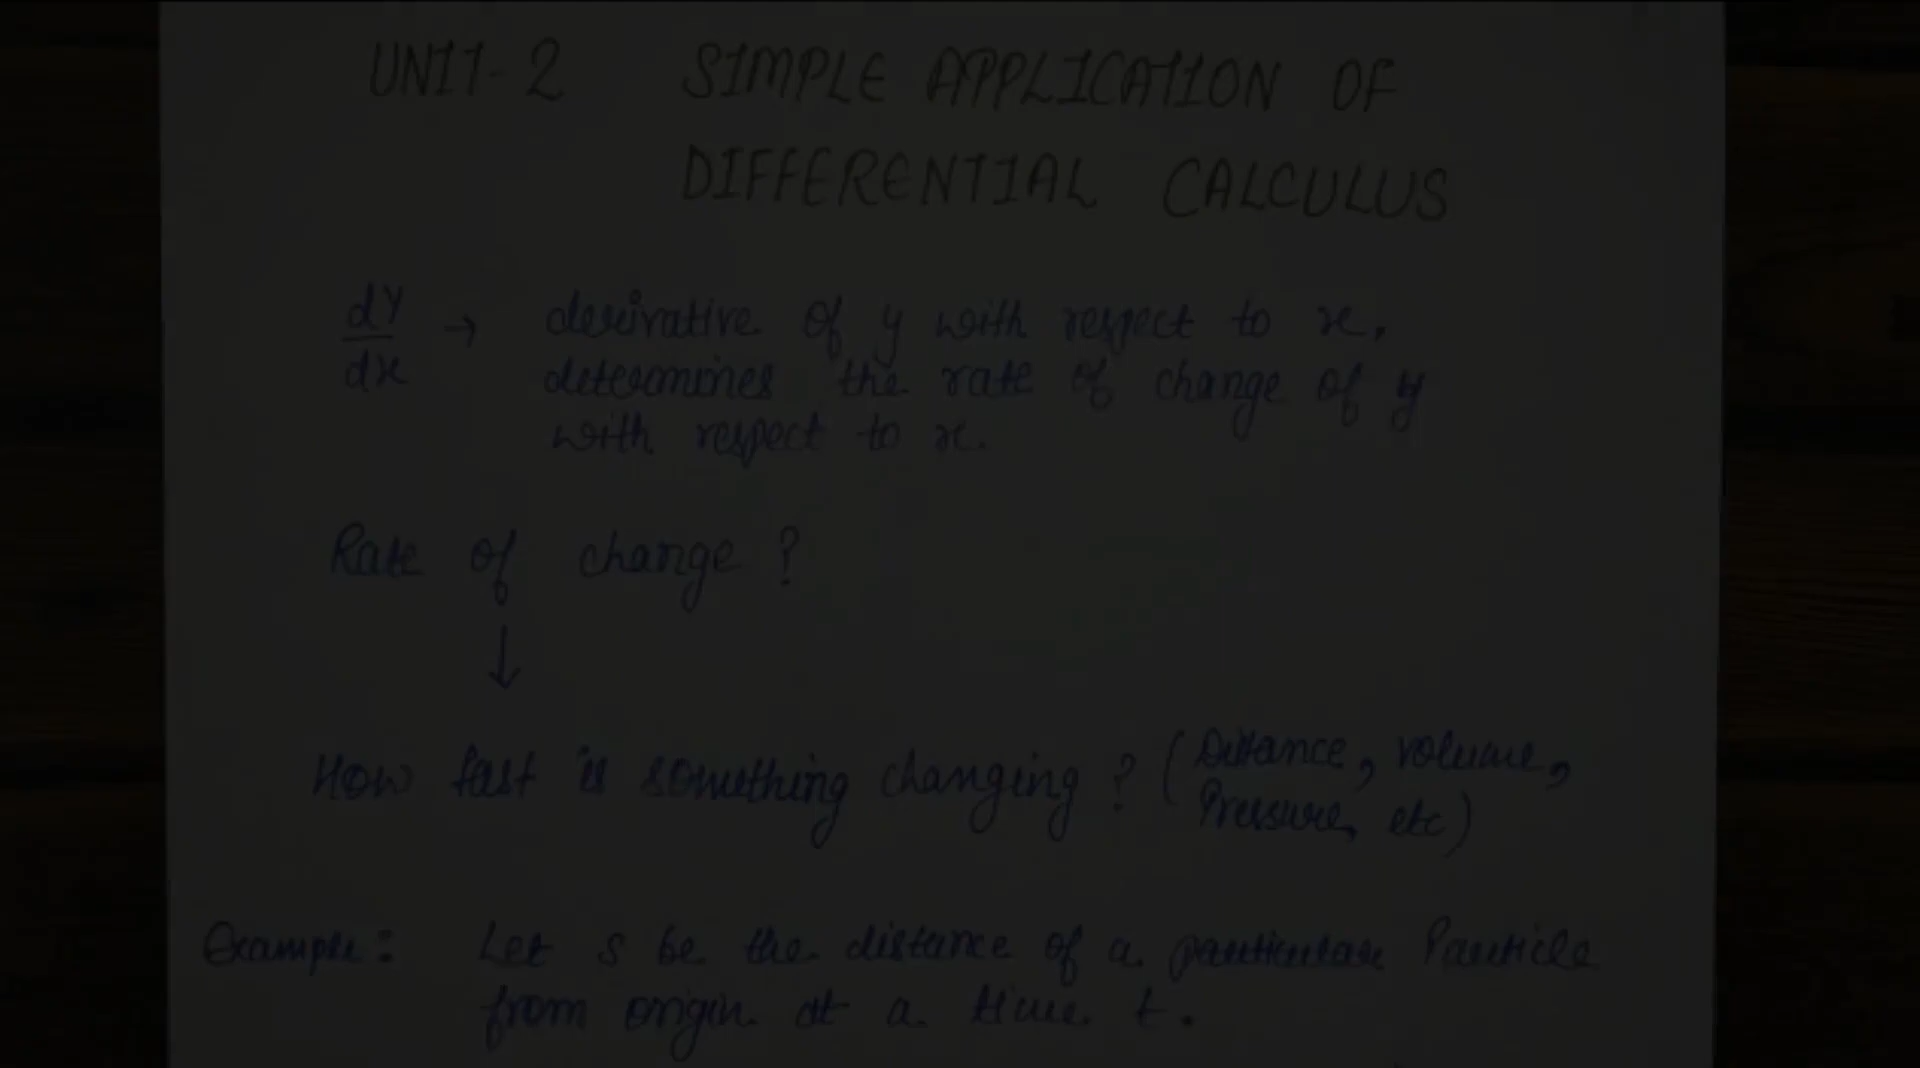 UNIT-2 SIMPLE APPLICATION OF
DIFFERENTIAL CALCULUS
dy/dx → derivative of y with respect to x,
determines the rate of change of y
with respect to x.
Rate of change ?
↓
How fast is something changing ? (Distance, volume,
Pressure, etc)
Example: Let s be the distance of a particular Particle
from origin at a time t.